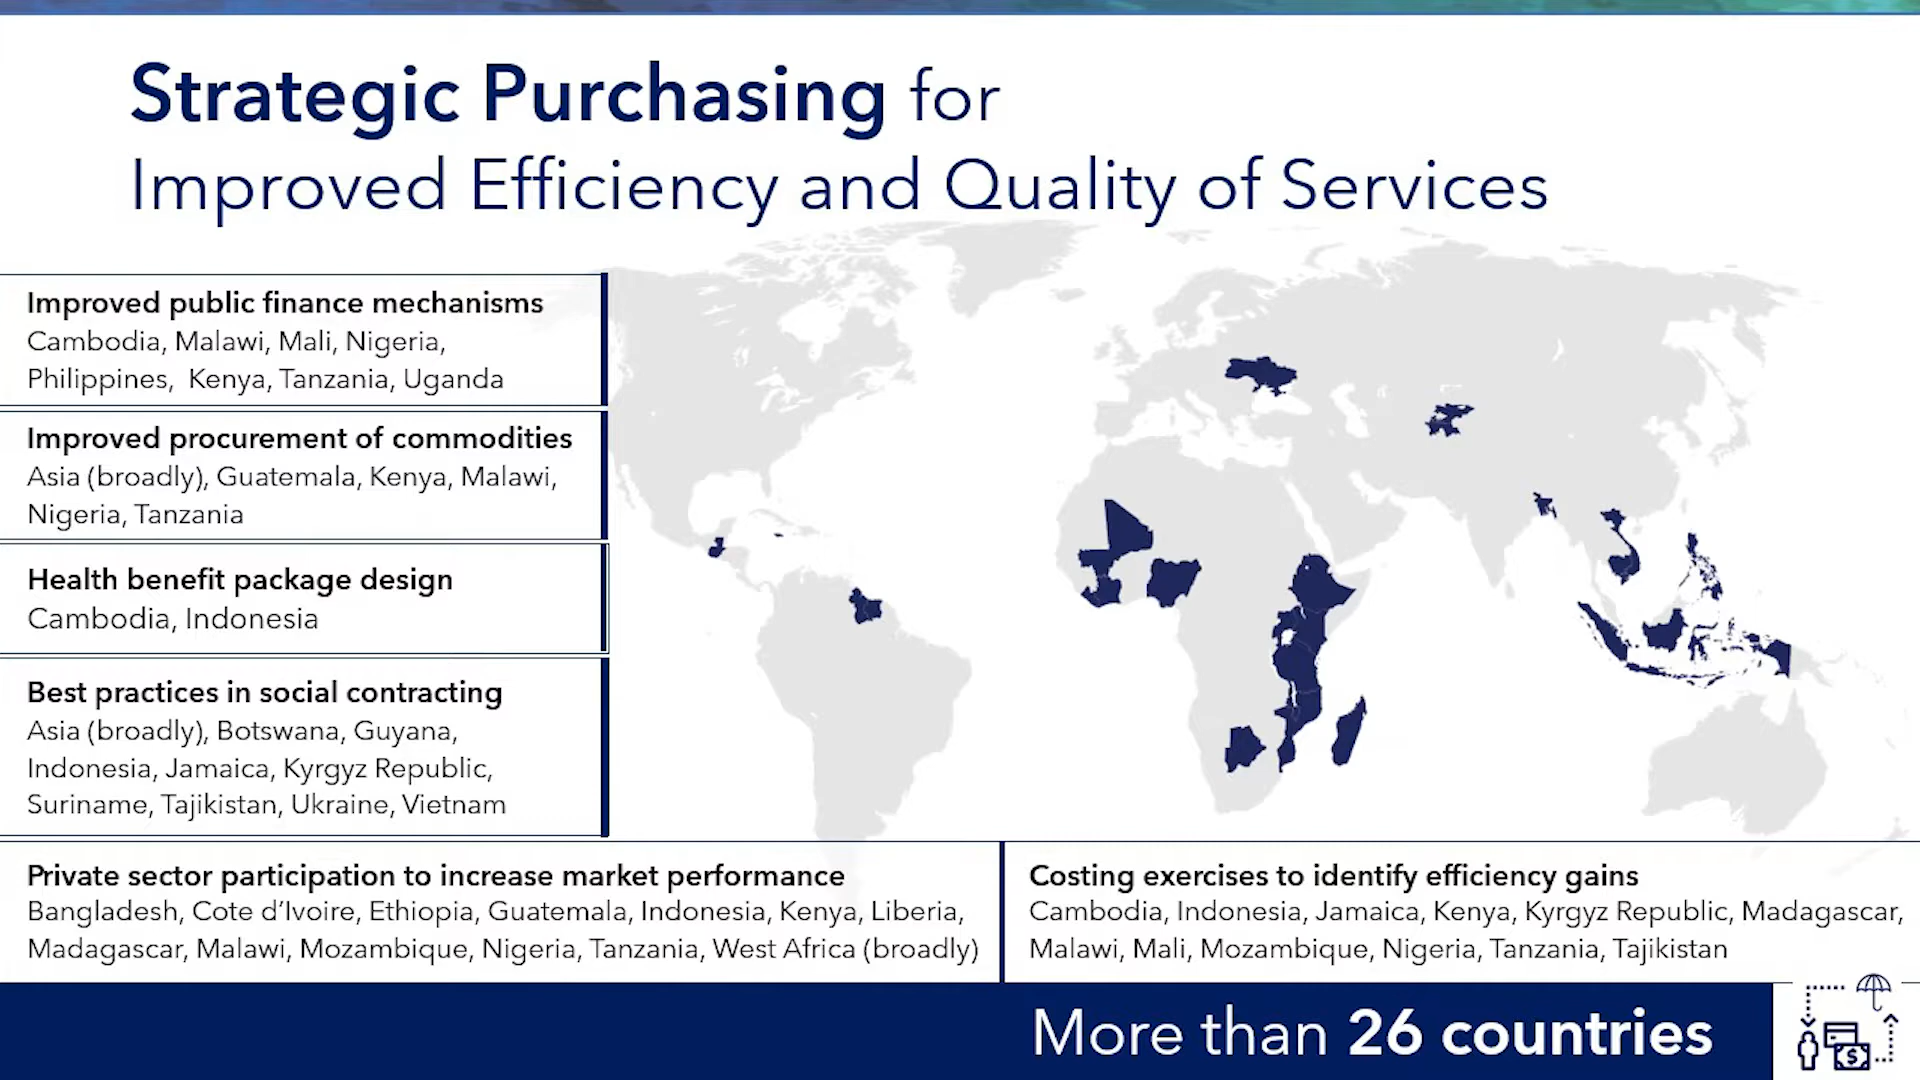 Strategic Purchasing for
Improved Efficiency and Quality of Services
Improved public finance mechanisms
Cambodia, Malawi, Mali, Nigeria,
Philippines, Kenya, Tanzania, Uganda
Improved procurement of commodities
Asia (broadly), Guatemala, Kenya, Malawi,
Nigeria, Tanzania
Health benefit package design
Cambodia, Indonesia
Best practices in social contracting
Asia (broadly), Botswana, Guyana,
Indonesia, Jamaica, Kyrgyz Republic,
Suriname, Tajikistan, Ukraine, Vietnam
Private sector participation to increase market performance
Bangladesh, Cote d’Ivoire, Ethiopia, Guatemala, Indonesia, Kenya, Liberia,
Madagascar, Malawi, Mozambique, Nigeria, Tanzania, West Africa (broadly)
Costing exercises to identify efficiency gains
Cambodia, Indonesia, Jamaica, Kenya, Kyrgyz Republic, Madagascar,
Malawi, Mali, Mozambique, Nigeria, Tanzania, Tajikistan
More than 26 countries
$